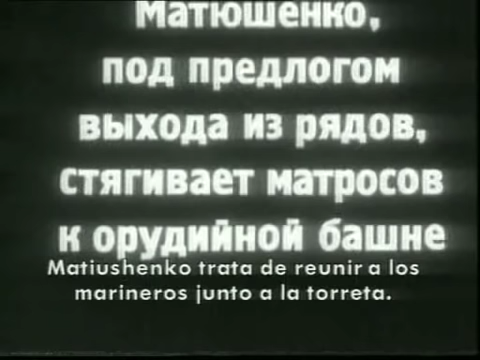 Матюшенко,
под предлогом
выхода из рядов,
стягивает матросов
к орудийной башне
Matiushenko trata de reunir a los
marineros junto a la torreta.